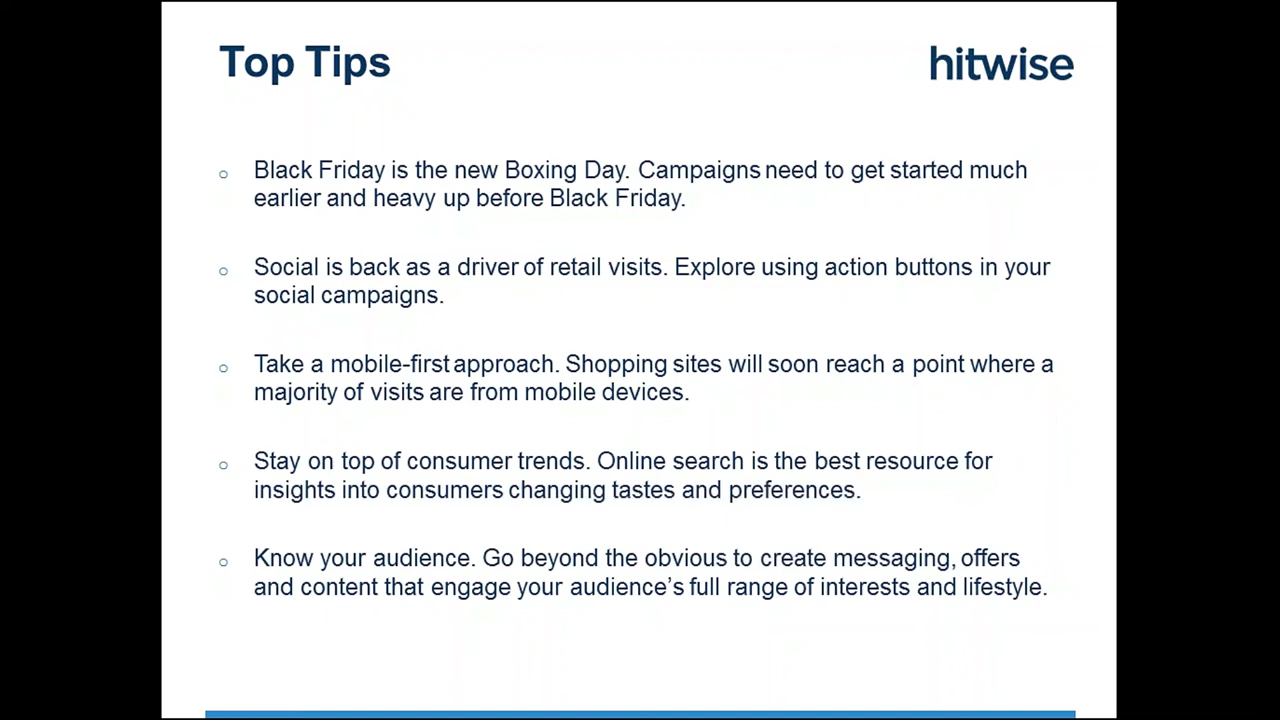 Top Tips
hitwise
Black Friday is the new Boxing Day. Campaigns need to get started much
earlier and heavy up before Black Friday.
Social is back as a driver of retail visits. Explore using action buttons in your
social campaigns.
Take a mobile-first approach. Shopping sites will soon reach a point where a
majority of visits are from mobile devices.
Stay on top of consumer trends. Online search is the best resource for
insights into consumers changing tastes and preferences.
Know your audience. Go beyond the obvious to create messaging, offers
and content that engage your audience’s full range of interests and lifestyle.